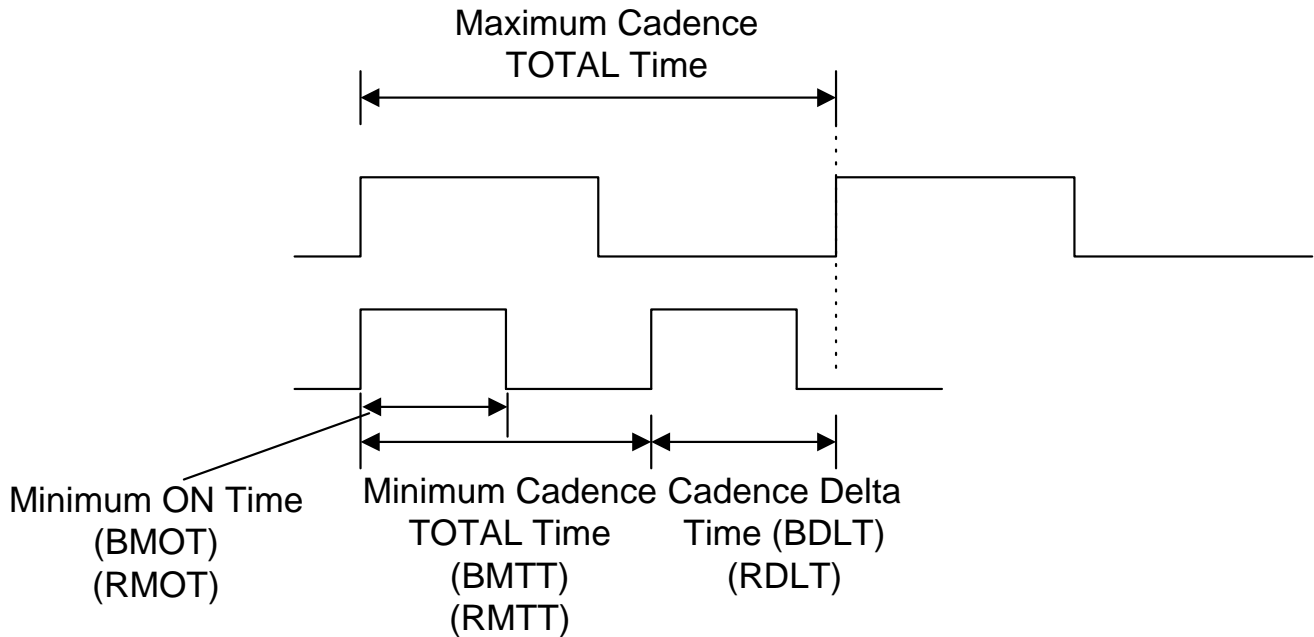 Maximum Cadence
TOTAL Time
Minimum ON Time
(BMOT)
(RMOT)
Minimum Cadence
TOTAL Time
(BMTT)
(RMTT)
Cadence Delta
Time (BDLT)
(RDLT)